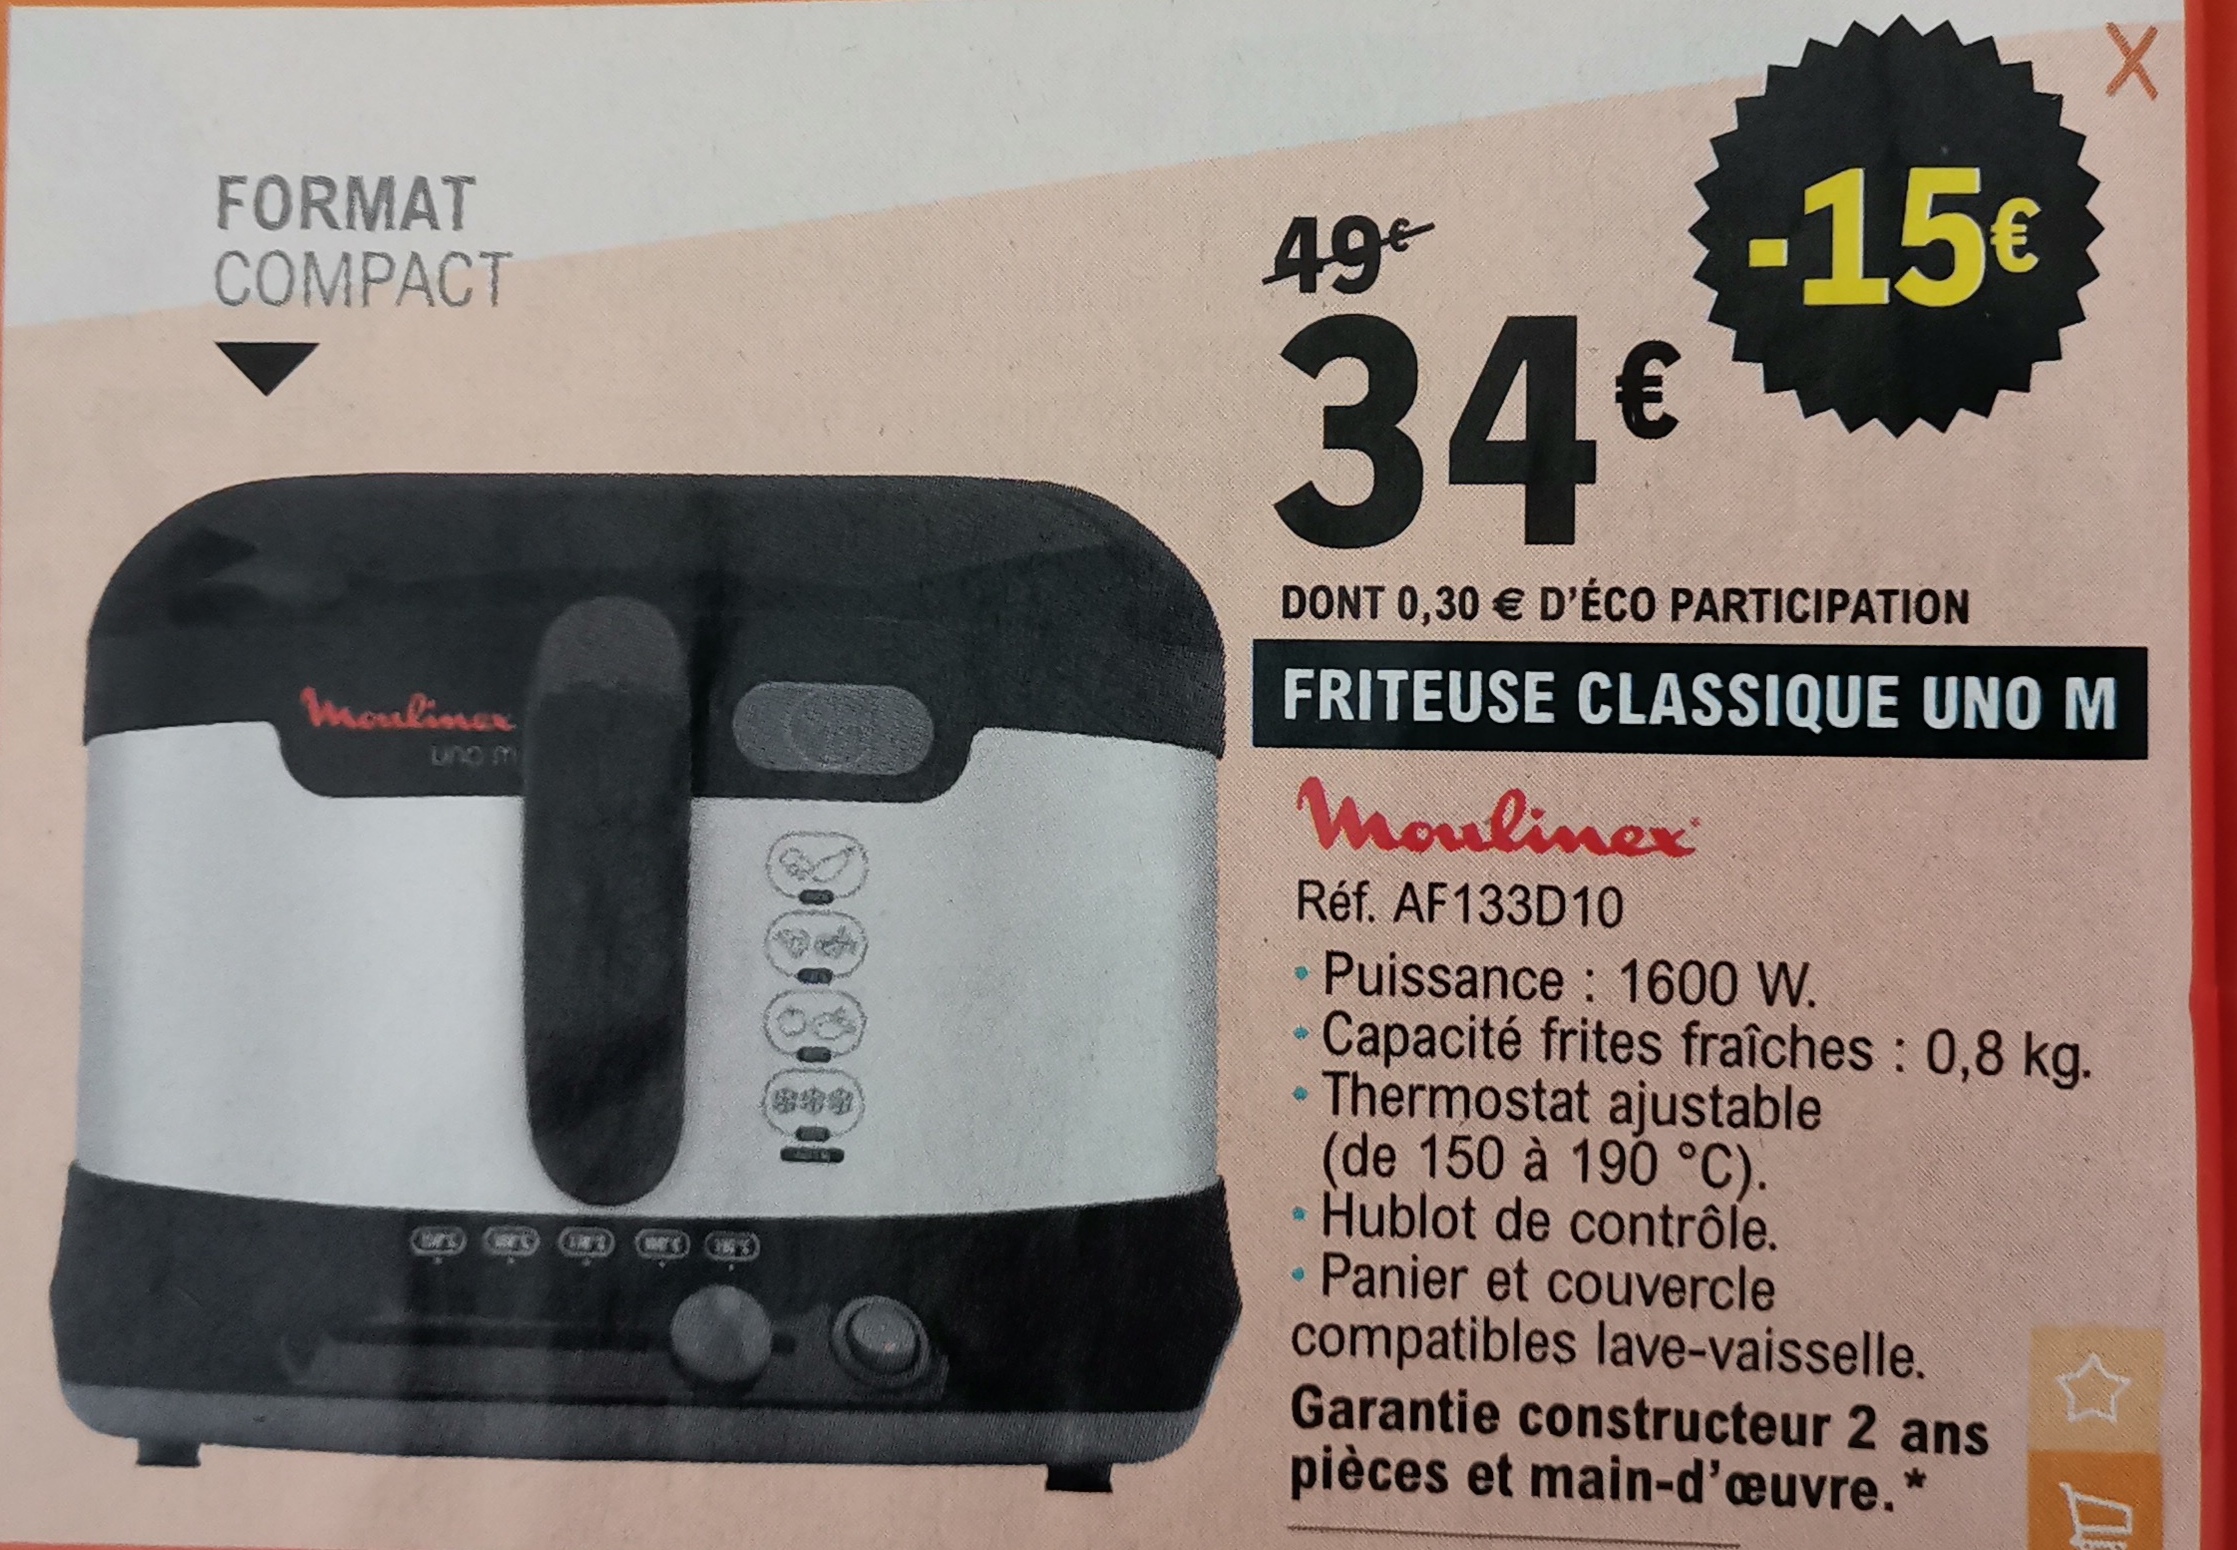 X
FORMAT
COMPACT
-15€
49€
34€
DONT 0,30 € D'ÉCO PARTICIPATION
FRITEUSE CLASSIQUE UNO M
Moulinex
uno m
Moulinex
Réf. AF133D10
• Puissance : 1600 W.
• Capacité frites fraîches : 0,8 kg.
• Thermostat ajustable
(de 150 à 190 °C).
• Hublot de contrôle.
• Panier et couvercle
compatibles lave-vaisselle.
Garantie constructeur 2 ans
pièces et main-d'œuvre.*